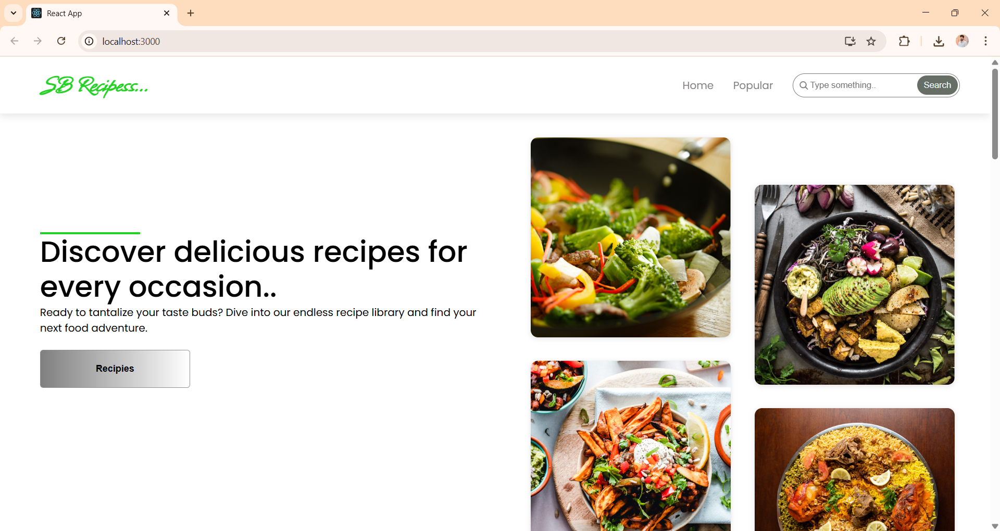 React App
localhost:3000
SB Recipess...
Home
Popular
Type something..
Search
Discover delicious recipes for
every occasion..
Ready to tantalize your taste buds? Dive into our endless recipe library and find your
next food adventure.
Recipies